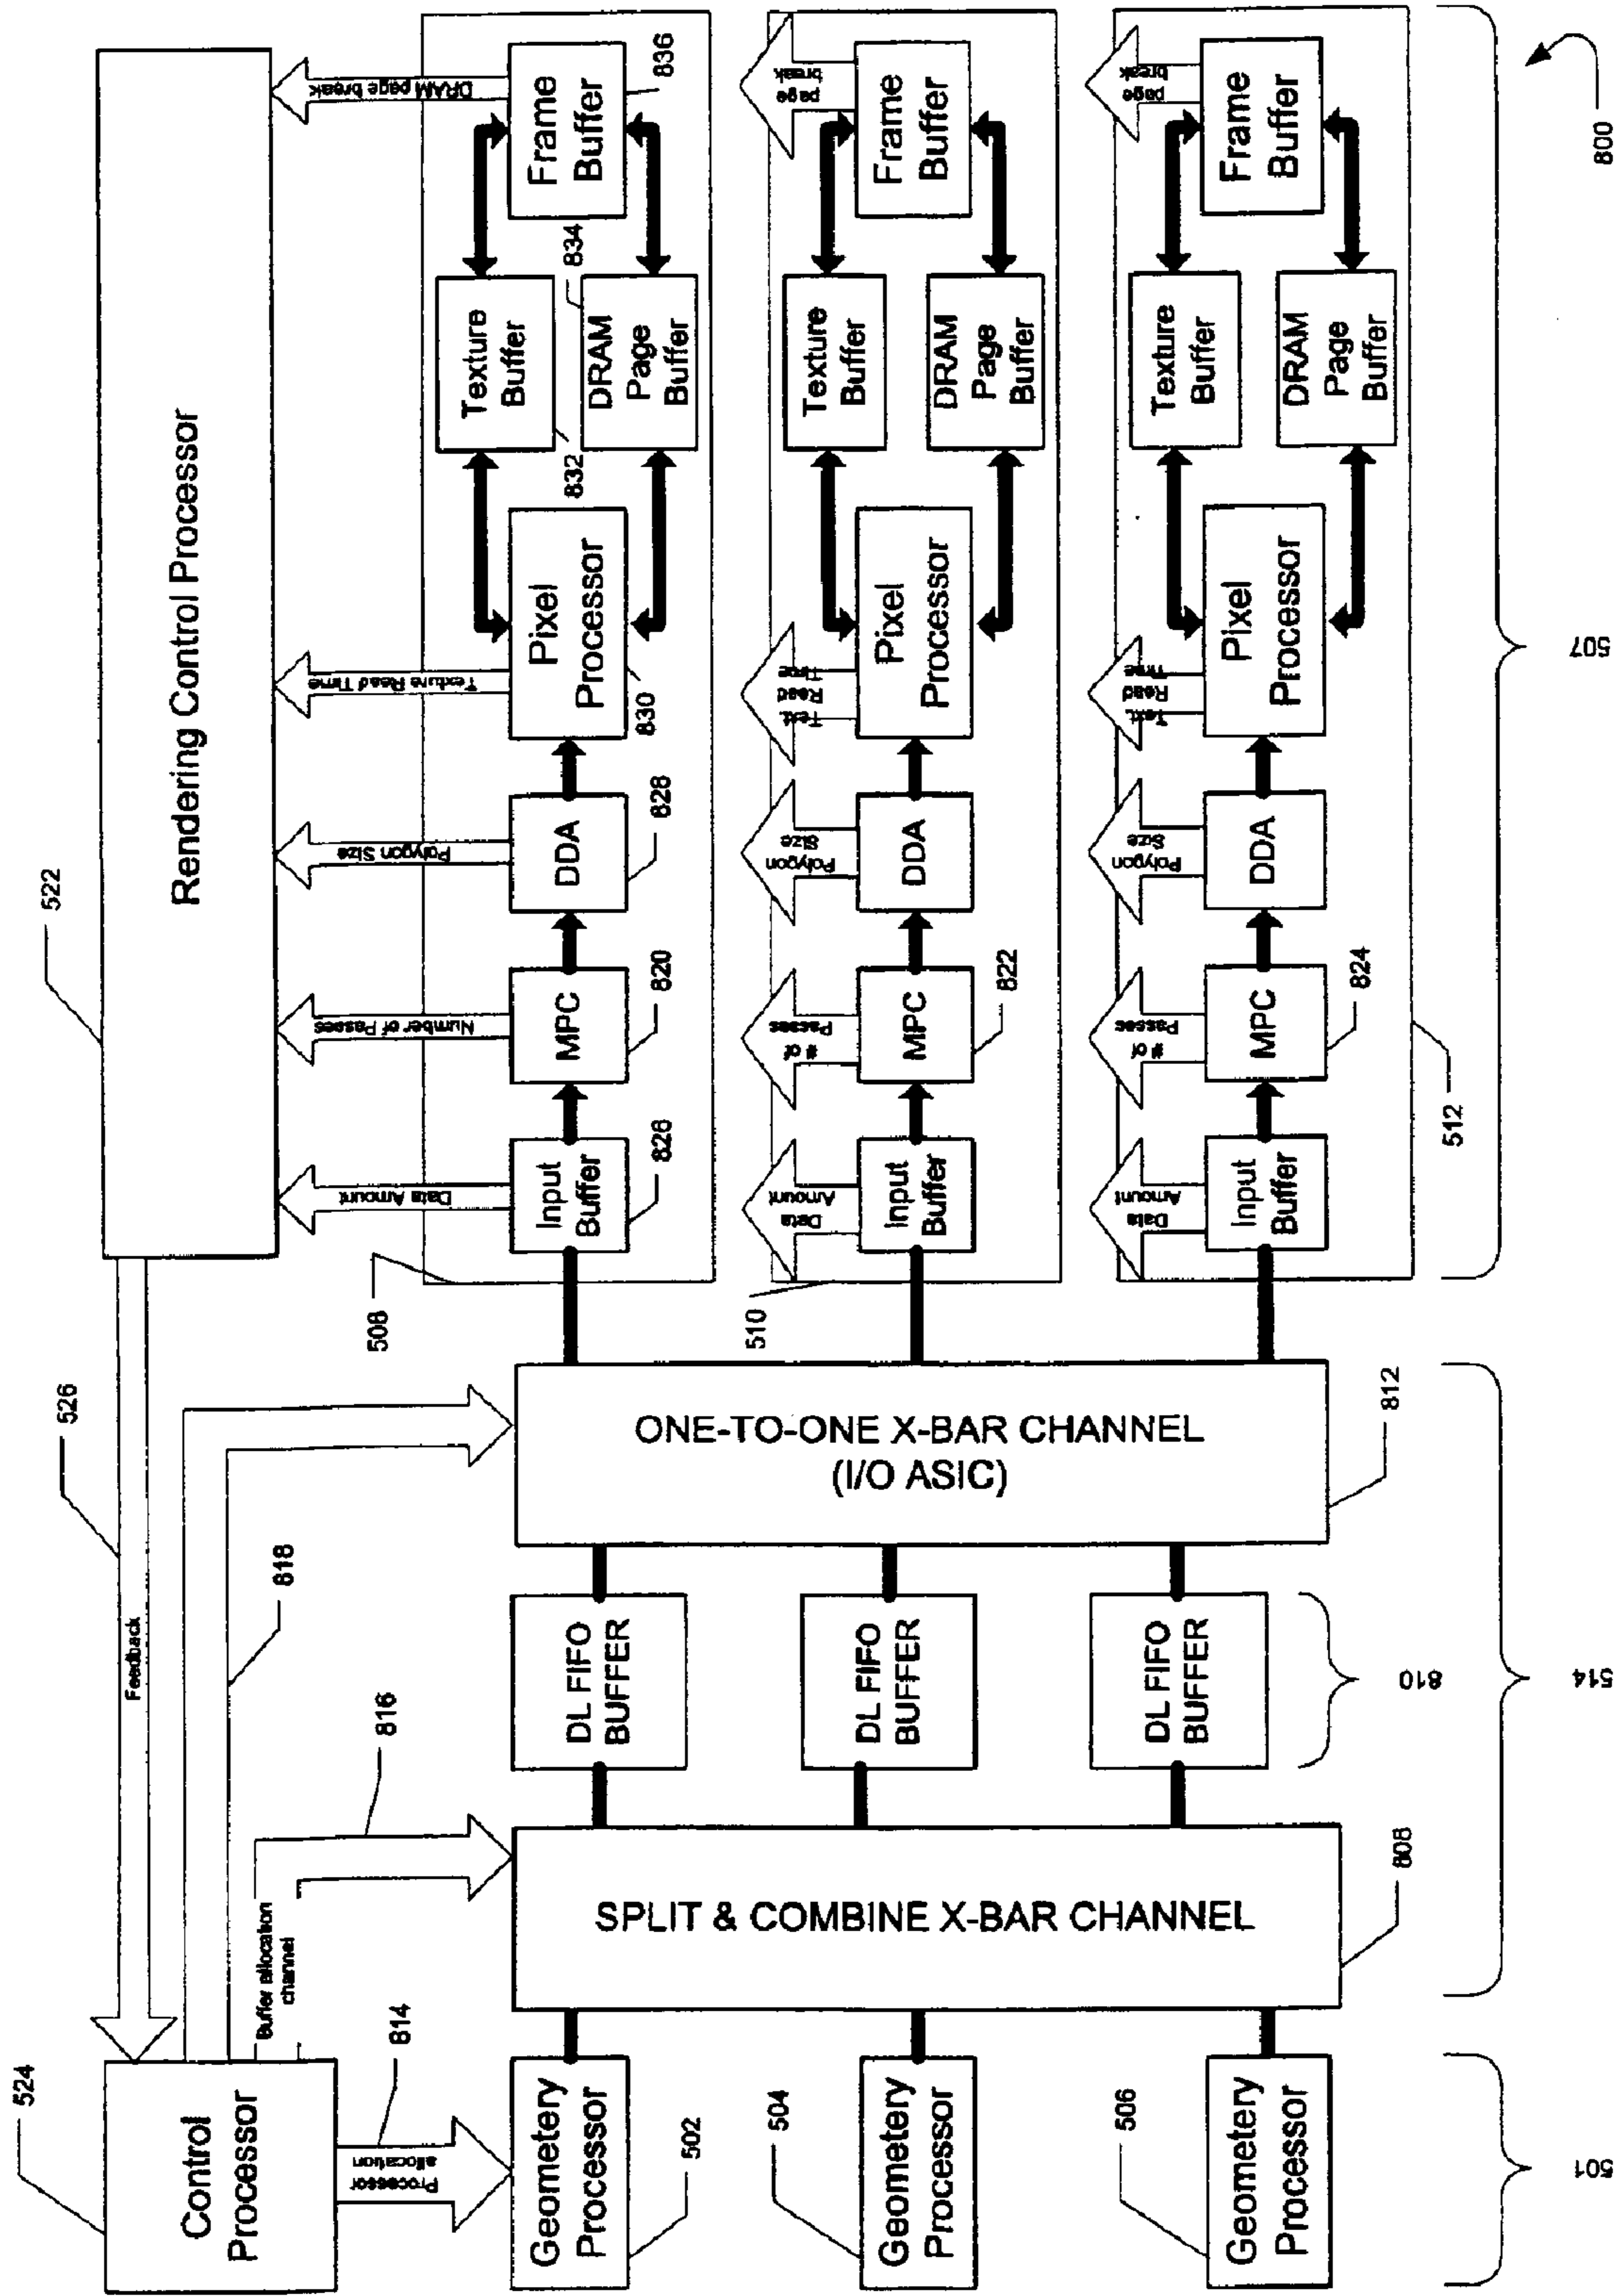 524
Control
Processor
Feedback
526
522
Rendering Control Processor
Processor
allocation
814
Buffer allocation
channel
816
818
Geometery
Processor
502
Geometery
Processor
504
Geometery
Processor
506
501
SPLIT & COMBINE X-BAR CHANNEL
808
DL FIFO
BUFFER
DL FIFO
BUFFER
DL FIFO
BUFFER
810
ONE-TO-ONE X-BAR CHANNEL
(I/O ASIC)
812
514
508
Data Amount
Number of Passes
Polygon Size
Texture Read Time
DRAM page break
Input
Buffer
826
MPC
820
DDA
828
Pixel
Processor
830
Texture
Buffer
832
DRAM
Page
Buffer
834
Frame
Buffer
836
510
Data
Amount
# of
Passes
Polygon
Size
Text.
Read
Time
page
break
Input
Buffer
MPC
822
DDA
Pixel
Processor
Texture
Buffer
DRAM
Page
Buffer
Frame
Buffer
Data
Amount
# of
Passes
Polygon
Size
Text.
Read
Time
page
break
Input
Buffer
MPC
824
DDA
Pixel
Processor
Texture
Buffer
DRAM
Page
Buffer
Frame
Buffer
512
507
800